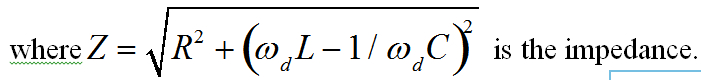 where Z = √(R² + (ω_d L − 1 / ω_d C)²) is the impedance.